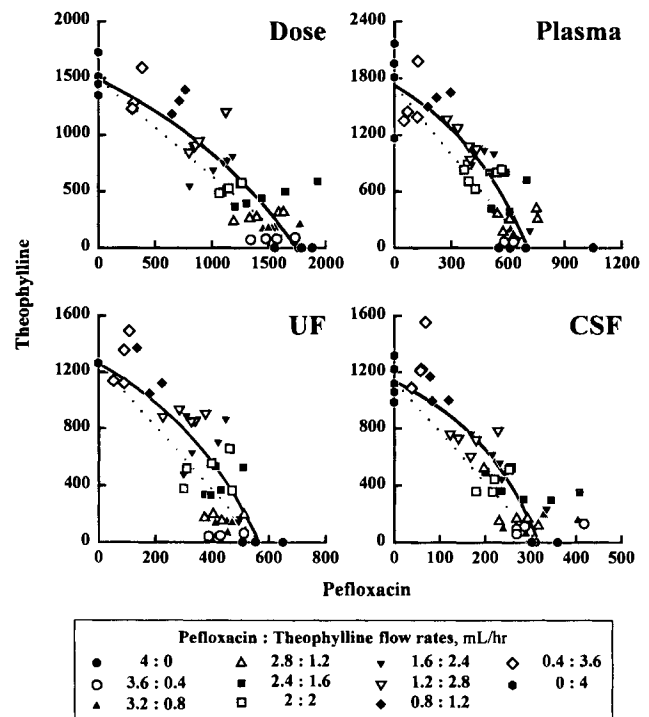 Theophylline
Dose
2000
1500
1000
500
0
0 500 1000 1500 2000
Plasma
2400
1800
1200
600
0
0 300 600 900 1200
UF
1600
1200
800
400
0
0 200 400 600 800
CSF
1600
1200
800
400
0
0 100 200 300 400 500
Pefloxacin
Pefloxacin : Theophylline flow rates, mL/hr
4 : 0 2.8 : 1.2 1.6 : 2.4 0.4 : 3.6
3.6 : 0.4 2.4 : 1.6 1.2 : 2.8 0 : 4
3.2 : 0.8 2 : 2 0.8 : 1.2